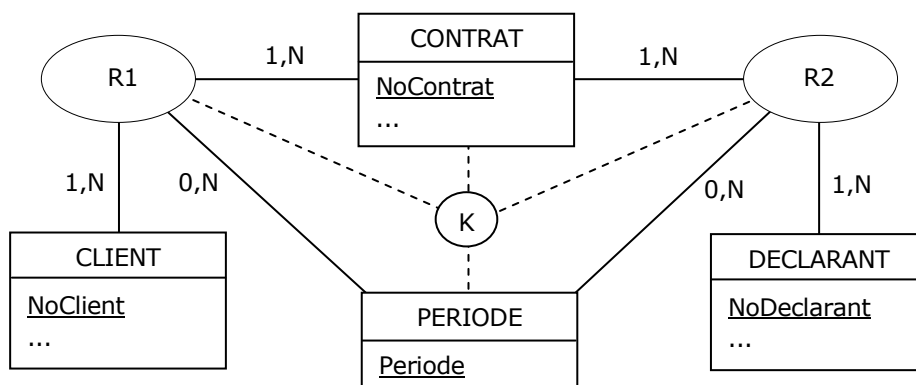 CONTRAT
1,N
1,N
R1
R2
NoContrat
...
1,N
0,N
0,N
1,N
K
CLIENT
DECLARANT
NoClient
NoDeclarant
...
...
PERIODE
Periode